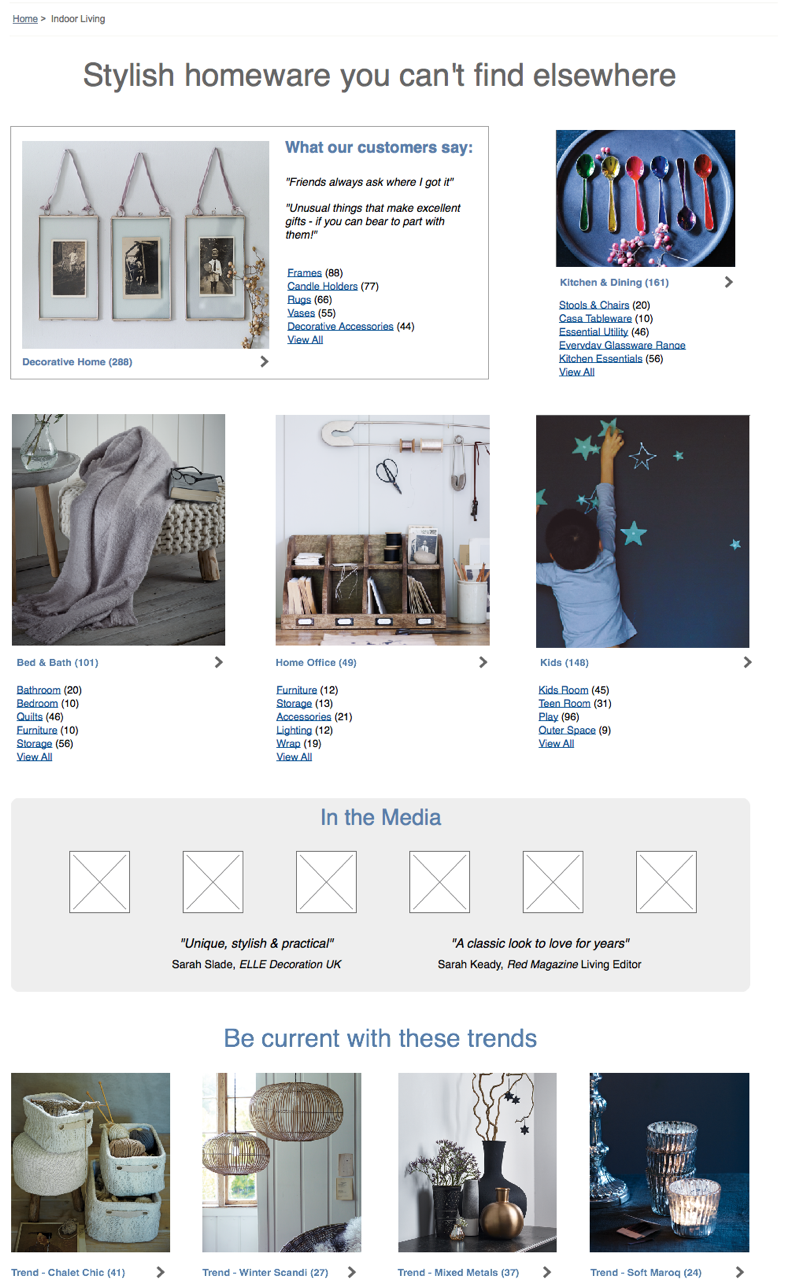 Home > Indoor Living
Stylish homeware you can't find elsewhere
What our customers say:
"Friends always ask where I got it"
"Unusual things that make excellent
gifts - if you can bear to part with
them!"
Frames (88)
Candle Holders (77)
Rugs (66)
Vases (55)
Decorative Accessories (44)
View All
Decorative Home (288)
Kitchen & Dining (161)
Stools & Chairs (20)
Casa Tableware (10)
Essential Utility (46)
Everyday Glassware Range
Kitchen Essentials (56)
View All
Bed & Bath (101)
Bathroom (20)
Bedroom (10)
Quilts (46)
Furniture (10)
Storage (56)
View All
Home Office (49)
Furniture (12)
Storage (13)
Accessories (21)
Lighting (12)
Wrap (19)
View All
Kids (148)
Kids Room (45)
Teen Room (31)
Play (96)
Outer Space (9)
View All
In the Media
"Unique, stylish & practical"
Sarah Slade, ELLE Decoration UK
"A classic look to love for years"
Sarah Keady, Red Magazine Living Editor
Be current with these trends
Trend - Chalet Chic (41)
Trend - Winter Scandi (27)
Trend - Mixed Metals (37)
Trend - Soft Maroq (24)